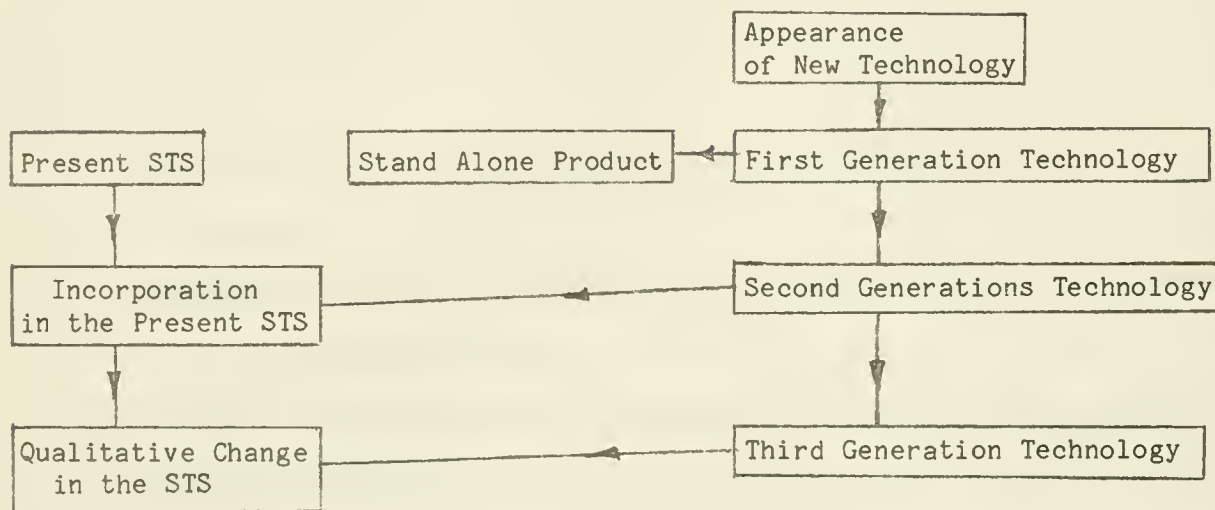 Appearance
of New Technology
Present STS
Stand Alone Product
First Generation Technology
Incorporation
in the Present STS
Second Generations Technology
Qualitative Change
in the STS
Third Generation Technology